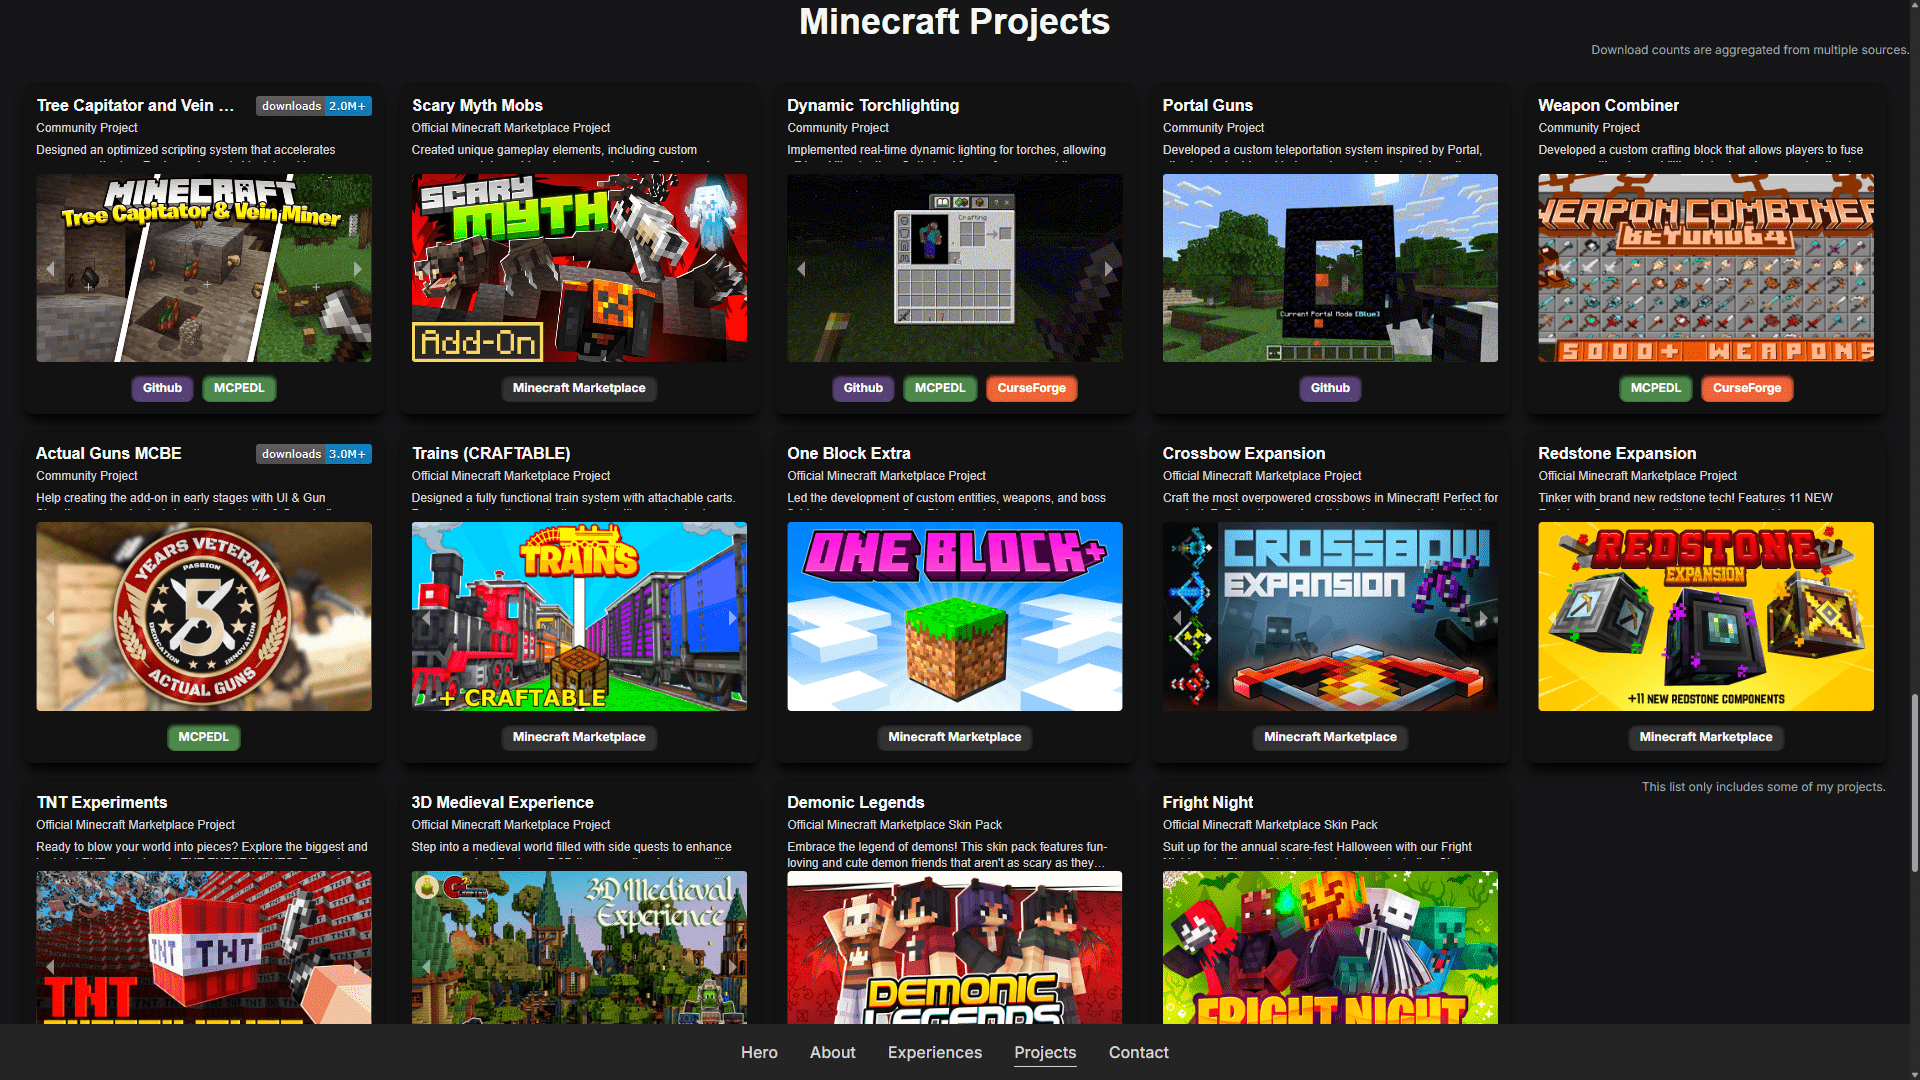 Minecraft Projects
Download counts are aggregated from multiple sources.
Tree Capitator and Vein ...
downloads 2.0M+
Community Project
Designed an optimized scripting system that accelerates
MINECRAFT
Tree Capitator & Vein Miner
Github
MCPEDL
Scary Myth Mobs
Official Minecraft Marketplace Project
Created unique gameplay elements, including custom
SCARY
MYTH
Add-On
Minecraft Marketplace
Dynamic Torchlighting
Community Project
Implemented real-time dynamic lighting for torches, allowing
Crafting
Github
MCPEDL
CurseForge
Portal Guns
Community Project
Developed a custom teleportation system inspired by Portal,
Current Portal Mode [Blue]
Github
Weapon Combiner
Community Project
Developed a custom crafting block that allows players to fuse
WEAPON COMBINER
BEYOND64
5000+ WEAPONS
MCPEDL
CurseForge
Actual Guns MCBE
downloads 3.0M+
Community Project
Help creating the add-on in early stages with UI & Gun
YEARS VETERAN
PASSION
5
DEDICATION
INNOVATION
ACTUAL GUNS
MCPEDL
Trains (CRAFTABLE)
Official Minecraft Marketplace Project
Designed a fully functional train system with attachable carts.
TRAINS
+ CRAFTABLE
Minecraft Marketplace
One Block Extra
Official Minecraft Marketplace Project
Led the development of custom entities, weapons, and boss
ONE BLOCK+
Minecraft Marketplace
Crossbow Expansion
Official Minecraft Marketplace Project
Craft the most overpowered crossbows in Minecraft! Perfect for
CROSSBOW
EXPANSION
Minecraft Marketplace
Redstone Expansion
Official Minecraft Marketplace Project
Tinker with brand new redstone tech! Features 11 NEW
REDSTONE
EXPANSION
+11 NEW REDSTONE COMPONENTS
Minecraft Marketplace
This list only includes some of my projects.
TNT Experiments
Official Minecraft Marketplace Project
Ready to blow your world into pieces? Explore the biggest and
TNT
TNT
TNT
3D Medieval Experience
Official Minecraft Marketplace Project
Step into a medieval world filled with side quests to enhance
3D Medieval
Experience
Demonic Legends
Official Minecraft Marketplace Skin Pack
Embrace the legend of demons! This skin pack features fun-
loving and cute demon friends that aren't as scary as they...
DEMONIC
LEGENDS
Fright Night
Official Minecraft Marketplace Skin Pack
Suit up for the annual scare-fest Halloween with our Fright
FRIGHT NIGHT
Hero
About
Experiences
Projects
Contact